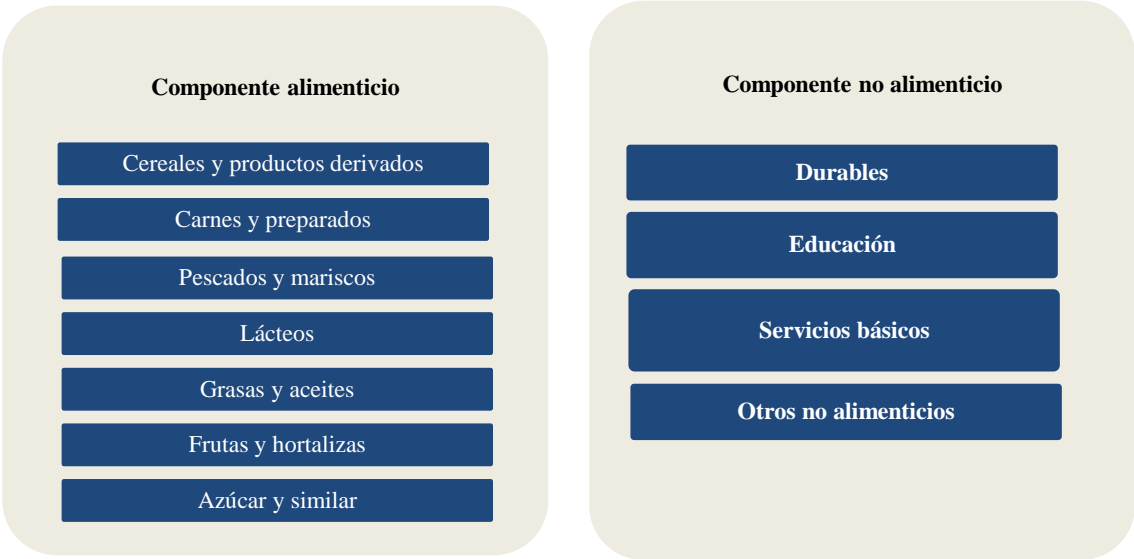 Componente alimenticio
Cereales y productos derivados
Carnes y preparados
Pescados y mariscos
Lácteos
Grasas y aceites
Frutas y hortalizas
Azúcar y similar
Componente no alimenticio
Durables
Educación
Servicios básicos
Otros no alimenticios